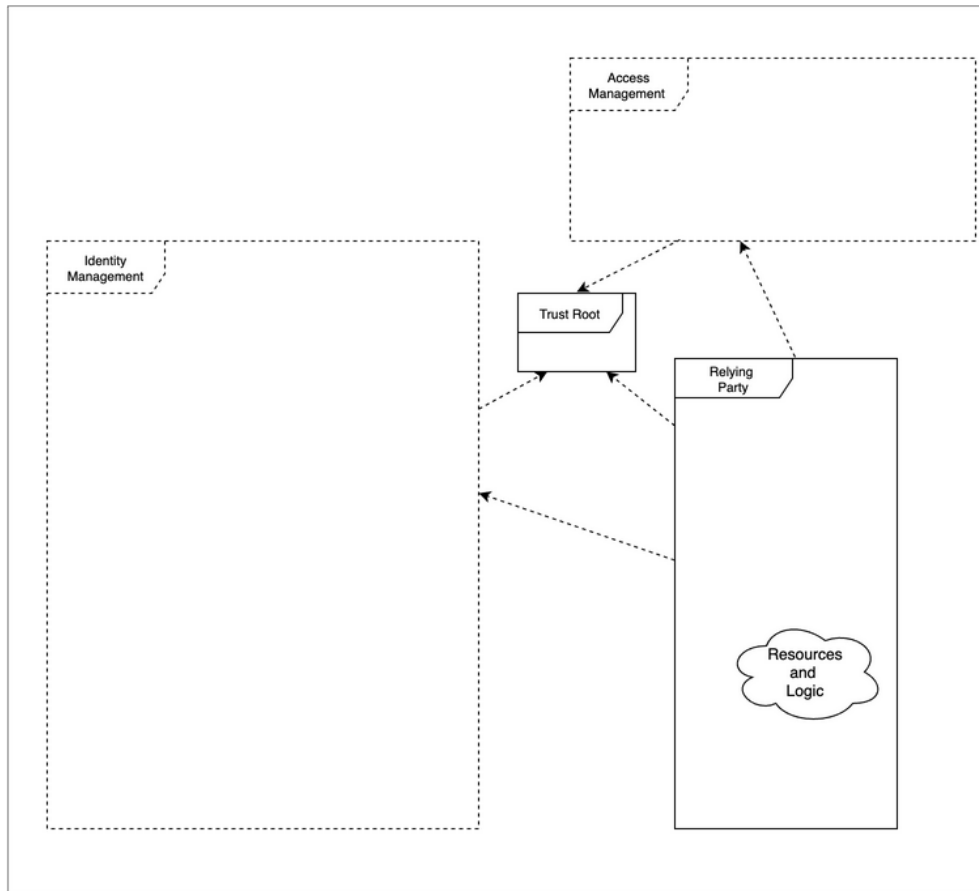 Access
Management
Identity
Management
Trust Root
Relying
Party
Resources
and
Logic